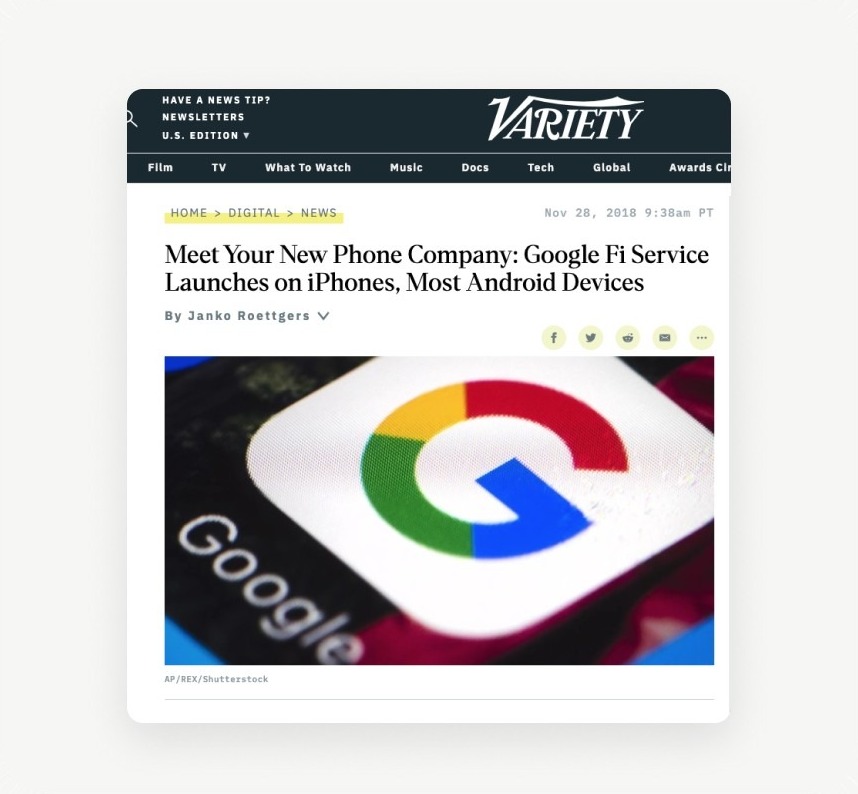 HAVE A NEWS TIP?
NEWSLETTERS
U.S. EDITION ▾
VARIETY
Film TV What To Watch Music Docs Tech Global Awards Cir
HOME > DIGITAL > NEWS
Nov 28, 2018 9:38am PT
Meet Your New Phone Company: Google Fi Service
Launches on iPhones, Most Android Devices
By Janko Roettgers
Google
AP/REX/Shutterstock